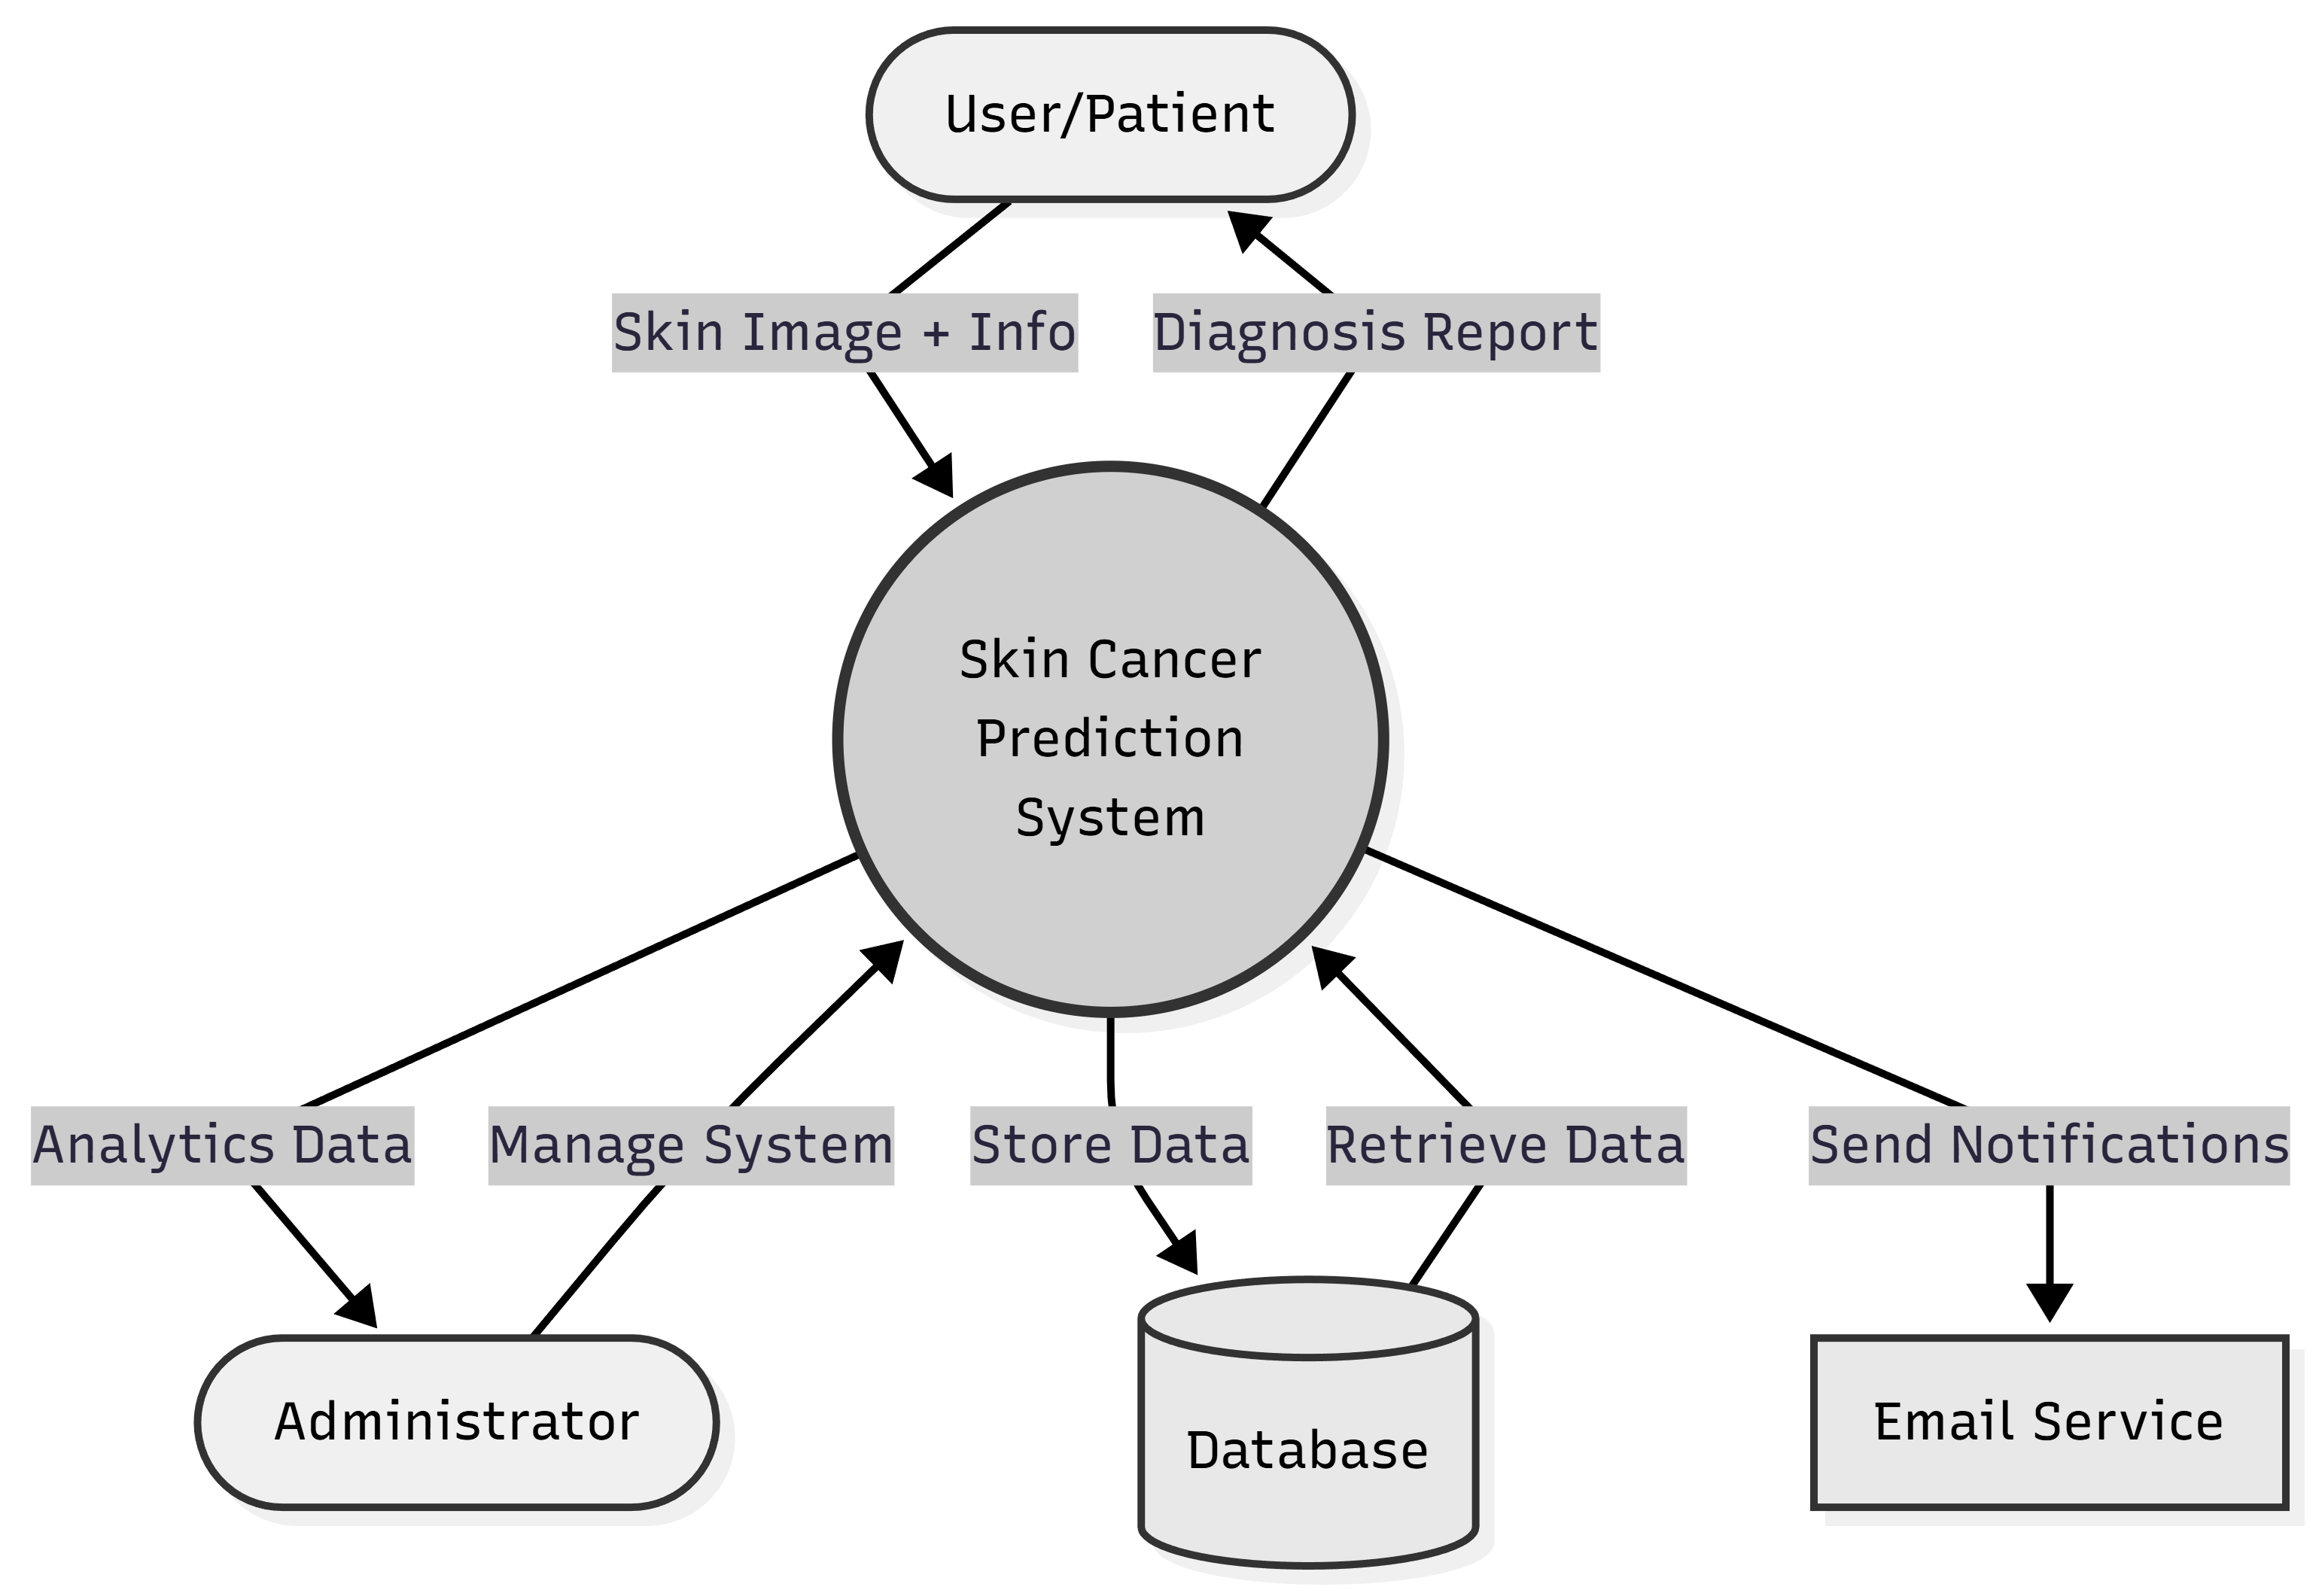 User/Patient
Skin Image + Info
Diagnosis Report
Skin Cancer
Prediction
System
Analytics Data
Manage System
Store Data
Retrieve Data
Send Notifications
Administrator
Database
Email Service